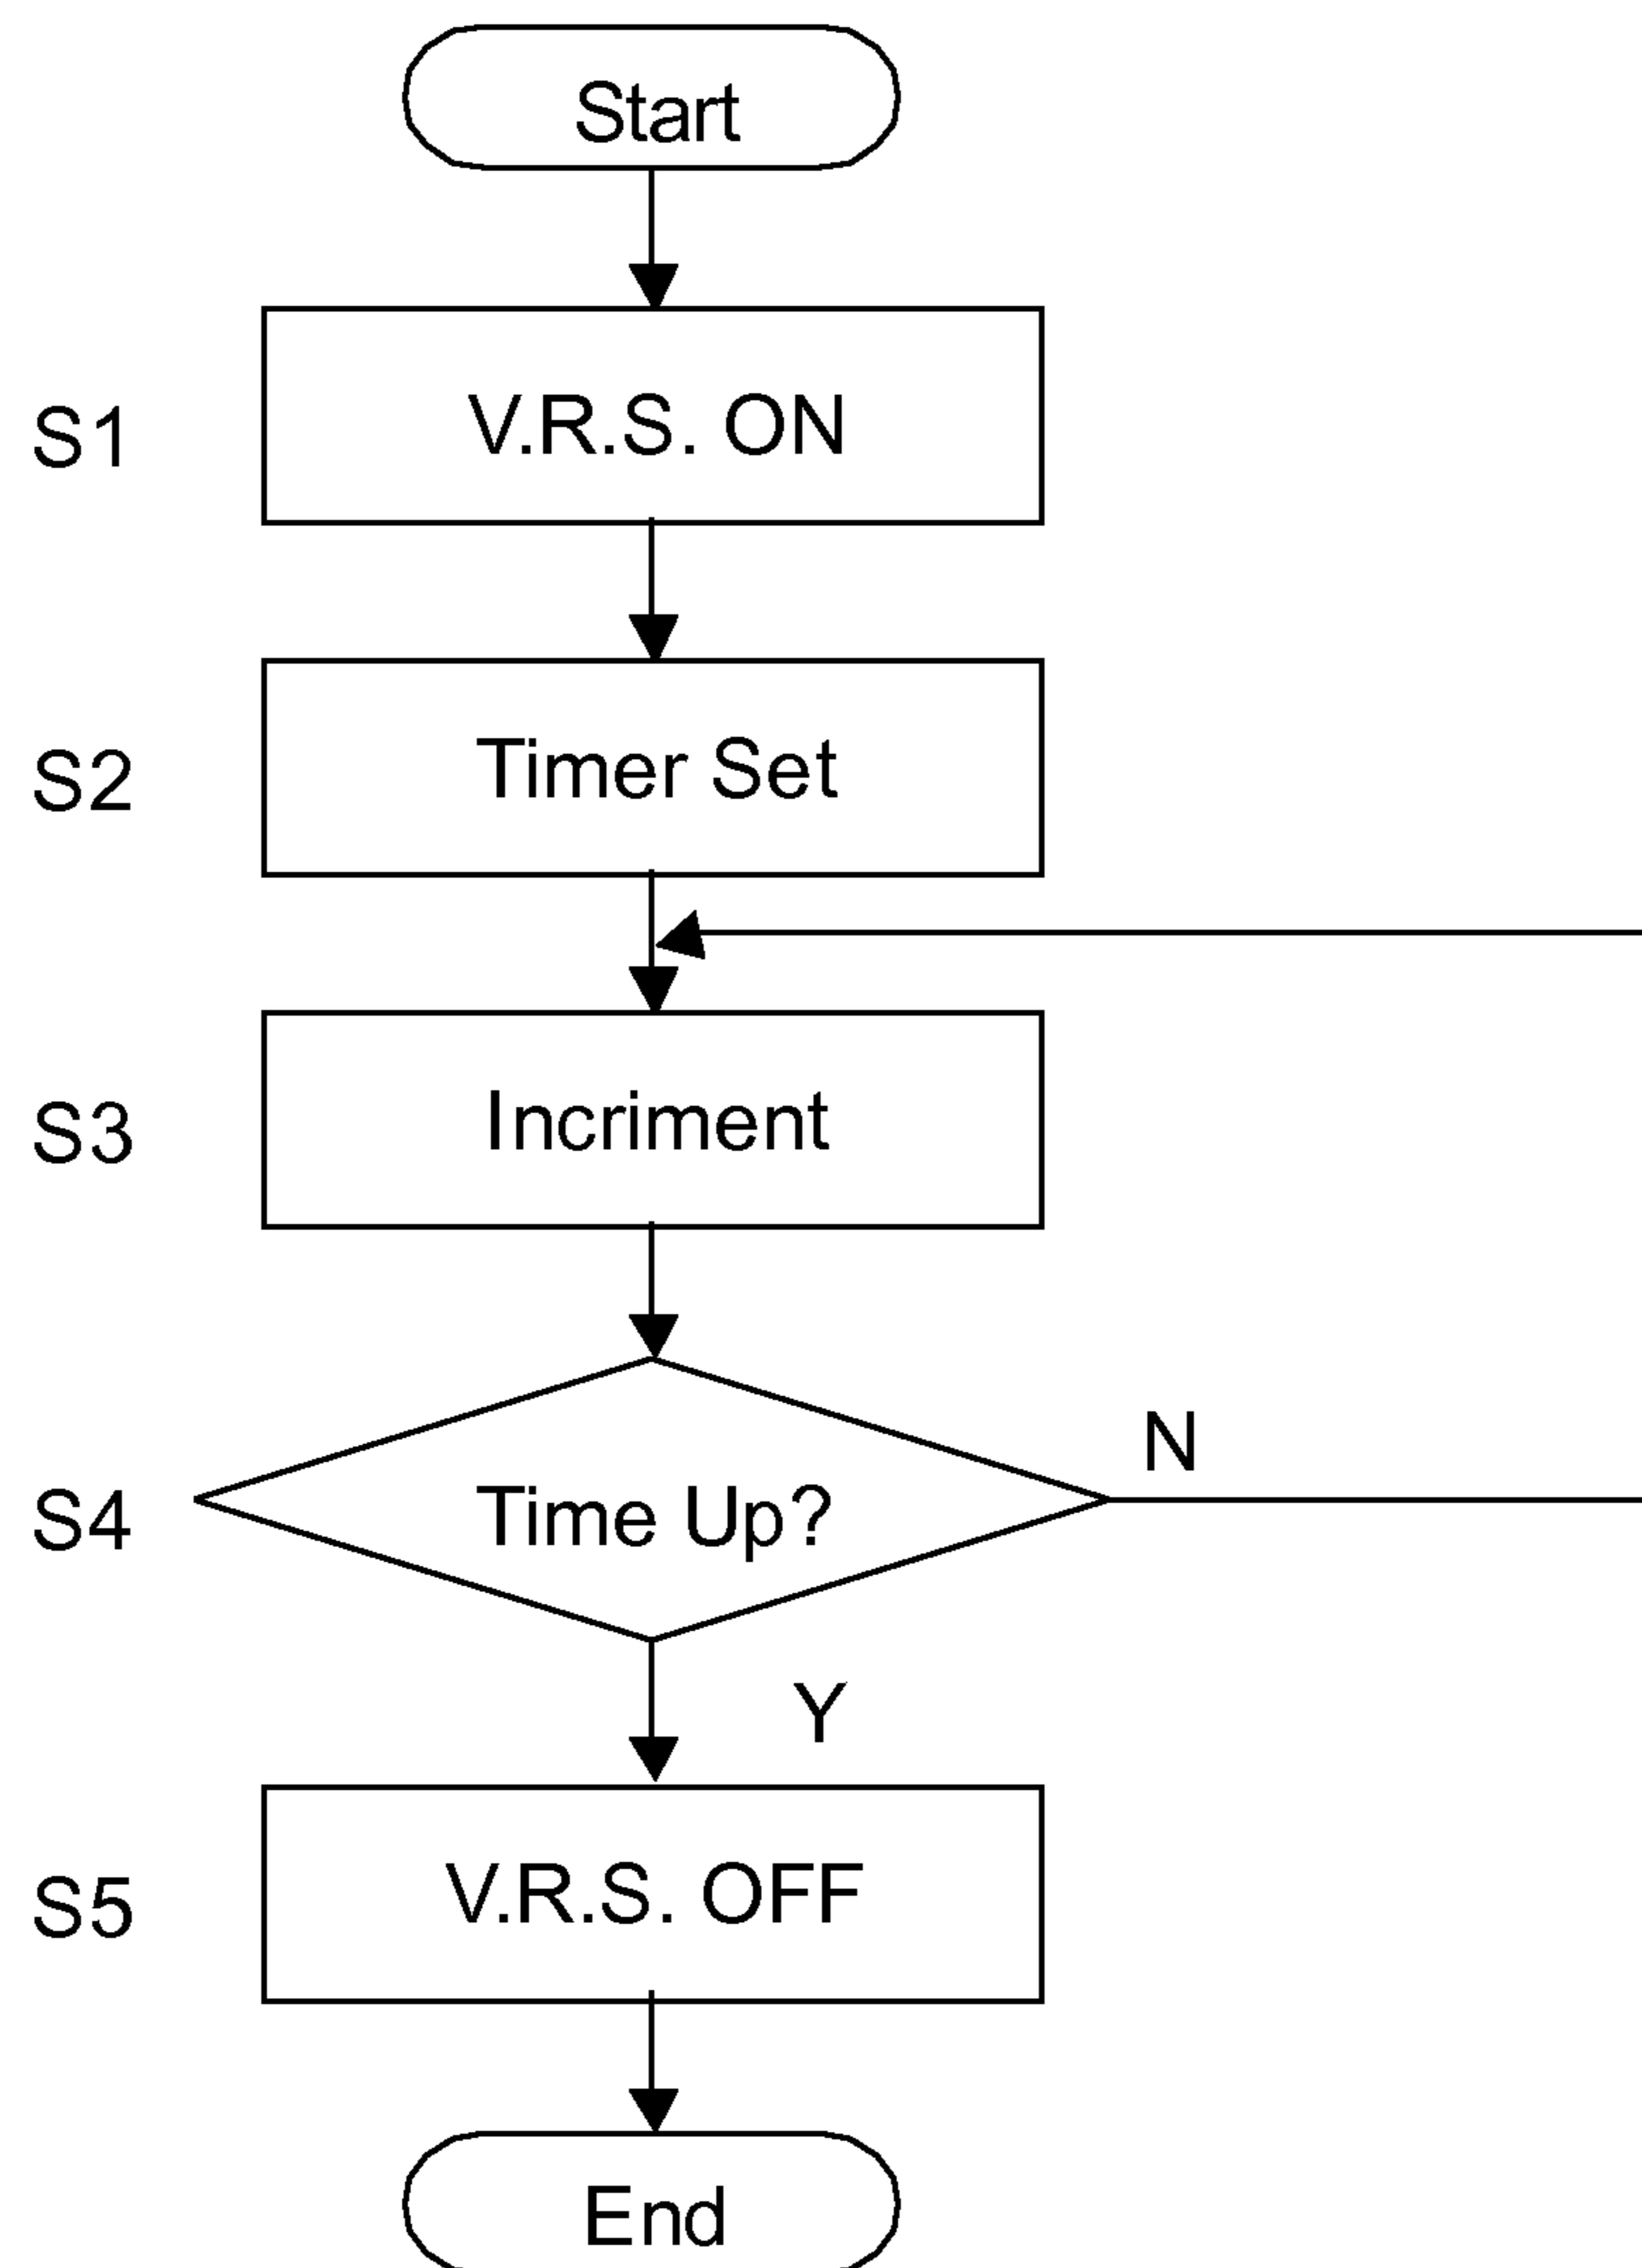 Start
S1
V.R.S. ON
S2
Timer Set
S3
Incriment
S4
Time Up?
N
Y
S5
V.R.S. OFF
End